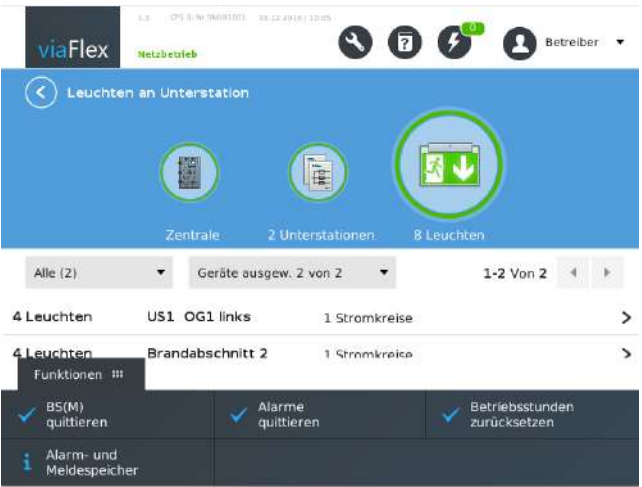 viaFlex
Netzbetrieb
0
Betreiber
Leuchten an Unterstation
Zentrale
2 Unterstationen
8 Leuchten
Alle (2)
Geräte ausgew. 2 von 2
1-2 Von 2
4 Leuchten US1 OG1 links 1 Stromkreise
4 Leuchten Brandabschnitt 2 1 Stromkreise
Funktionen
BS(M)
quittieren
Alarme
quittieren
Betriebsstunden
zurücksetzen
Alarm- und
Meldespeicher